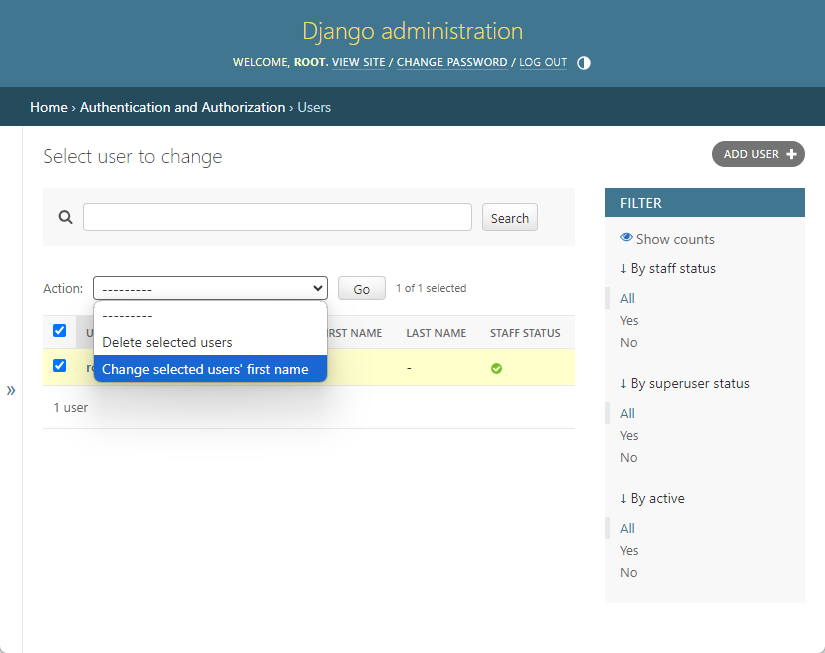 Django administration
WELCOME, ROOT. VIEW SITE / CHANGE PASSWORD / LOG OUT
Home › Authentication and Authorization › Users
Select user to change
ADD USER +
Search
Action: --------- Go 1 of 1 selected
---------
Delete selected users
Change selected users' first name
LAST NAME STAFF STATUS
-
1 user
»
FILTER
Show counts
↓ By staff status
All
Yes
No
↓ By superuser status
All
Yes
No
↓ By active
All
Yes
No